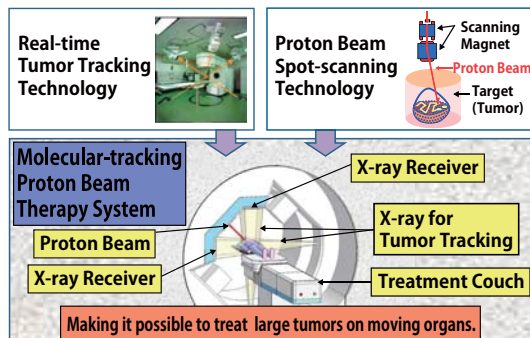 Real-time
Tumor Tracking
Technology
Proton Beam
Spot-scanning
Technology
Scanning
Magnet
Proton Beam
Target
(Tumor)
Molecular-tracking
Proton Beam
Therapy System
X-ray Receiver
Proton Beam
X-ray for
Tumor Tracking
X-ray Receiver
Treatment Couch
Making it possible to treat large tumors on moving organs.